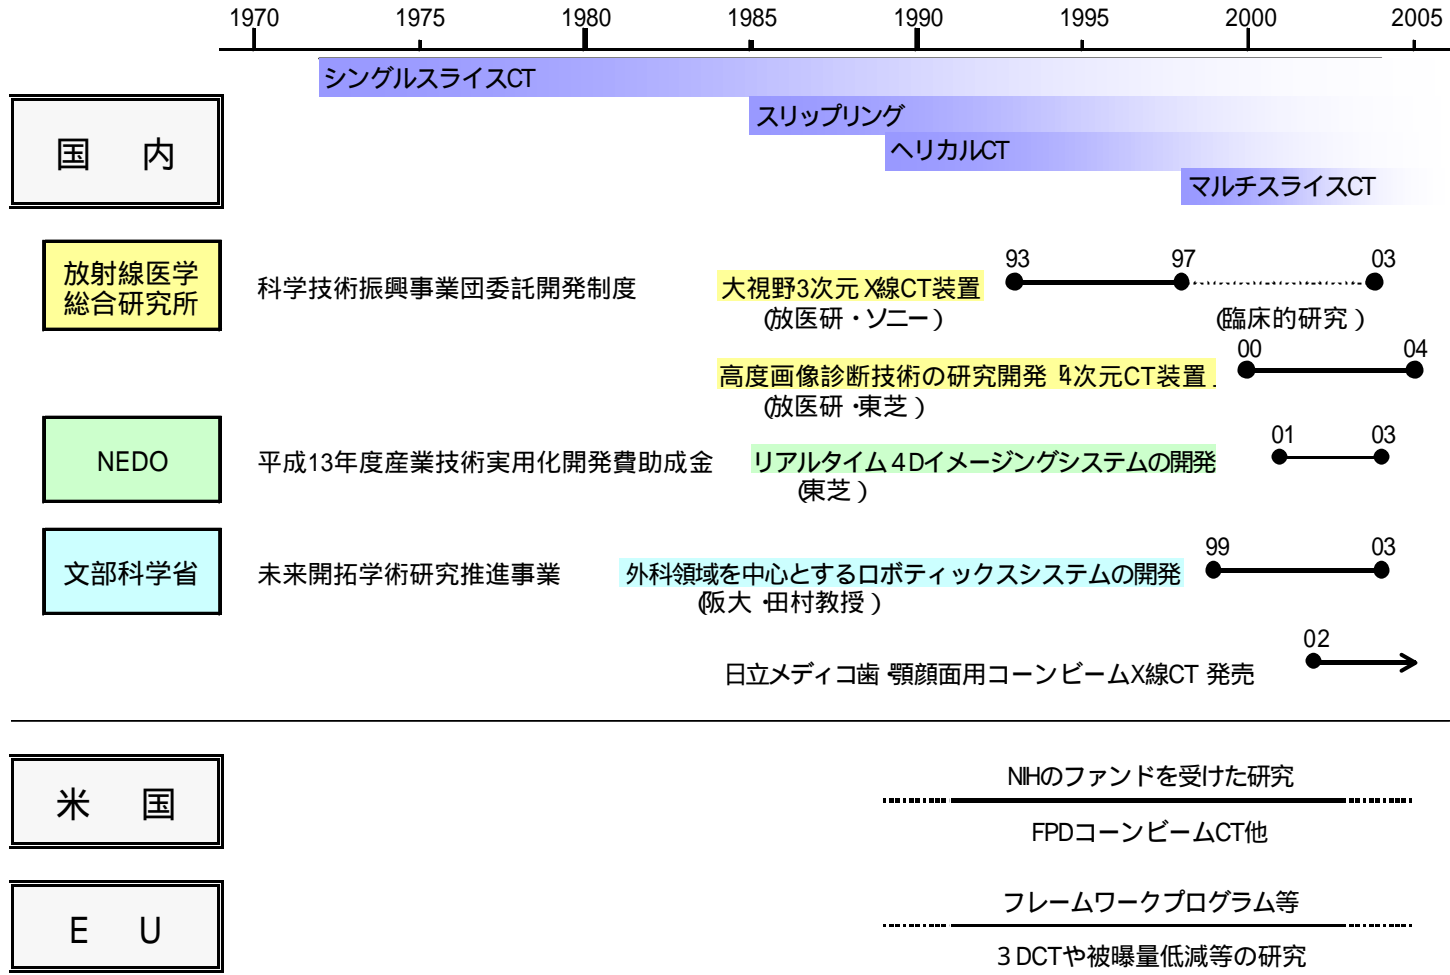 1970 1975 1980 1985 1990 1995 2000 2005
シングルスライスCT
スリップリング
国 内
ヘリカルCT
マルチスライスCT
放射線医学
総合研究所
科学技術振興事業団委託開発制度
大視野3次元X線CT装置
(放医研・ソニー)
93 97 03
(臨床的研究)
高度画像診断技術の研究開発「4次元CT装置」
(放医研・東芝)
00 04
NEDO
平成13年度産業技術実用化開発費助成金
リアルタイム4Dイメージングシステムの開発
(東芝)
01 03
文部科学省
未来開拓学術研究推進事業
外科領域を中心とするロボティックスシステムの開発
(阪大・田村教授)
99 03
日立メディコ歯・顎顔面用コーンビームX線CT 発売
02
米 国
NIHのファンドを受けた研究
FPDコーンビームCT他
E U
フレームワークプログラム等
3DCTや被曝量低減等の研究